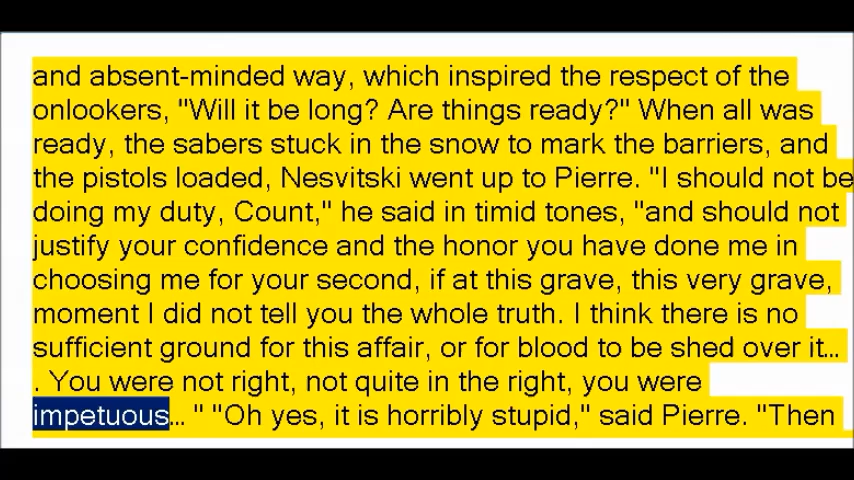 and absent-minded way, which inspired the respect of the
onlookers, "Will it be long? Are things ready?" When all was
ready, the sabers stuck in the snow to mark the barriers, and
the pistols loaded, Nesvitski went up to Pierre. "I should not be
doing my duty, Count," he said in timid tones, "and should not
justify your confidence and the honor you have done me in
choosing me for your second, if at this grave, this very grave,
moment I did not tell you the whole truth. I think there is no
sufficient ground for this affair, or for blood to be shed over it...
. You were not right, not quite in the right, you were
impetuous... " "Oh yes, it is horribly stupid," said Pierre. "Then